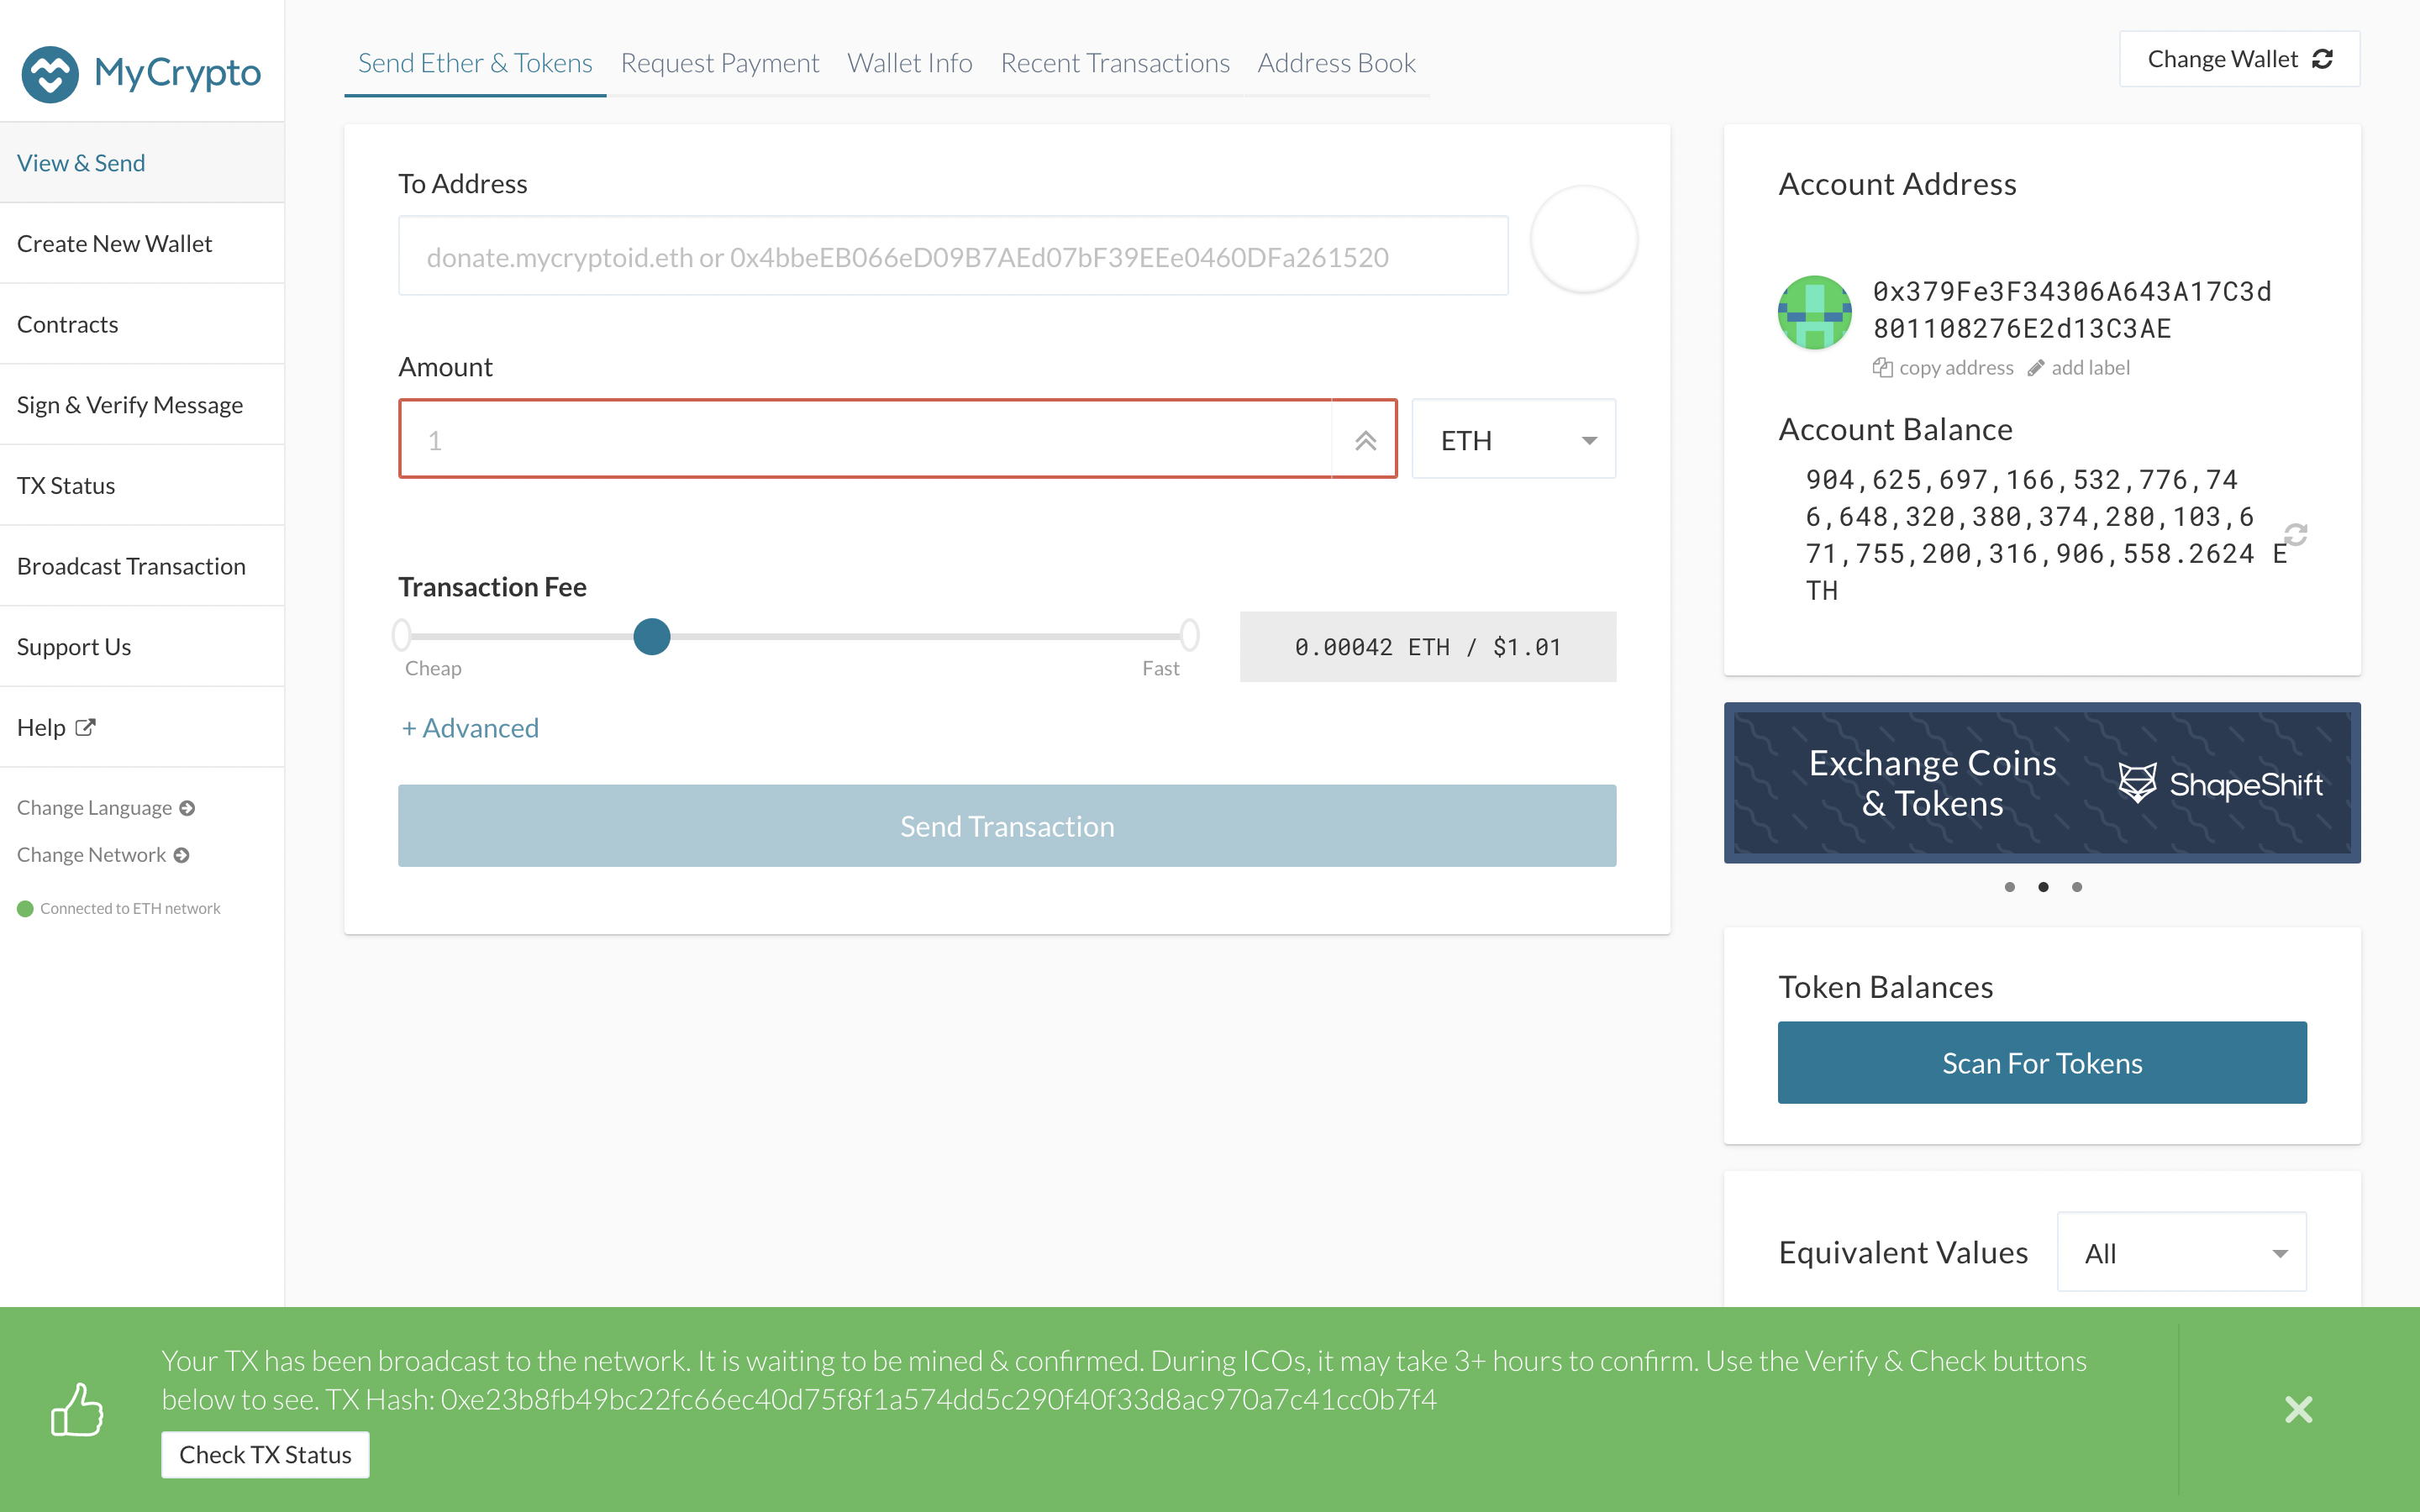 MyCrypto
View & Send
Create New Wallet
Contracts
Sign & Verify Message
TX Status
Broadcast Transaction
Support Us
Help
Change Language
Change Network
Connected to ETH network
Send Ether & Tokens
Request Payment
Wallet Info
Recent Transactions
Address Book
Change Wallet
To Address
donate.mycryptoid.eth or 0x4bbeEB066eD09B7AEd07bF39EEe0460DFa261520
Amount
1
ETH
Transaction Fee
Cheap
Fast
0.00042 ETH / $1.01
+ Advanced
Send Transaction
Account Address
0x379Fe3F34306A643A17C3d
801108276E2d13C3AE
copy address
add label
Account Balance
904,625,697,166,532,776,74
6,648,320,380,374,280,103,6
71,755,200,316,906,558.2624 E
TH
Exchange Coins
& Tokens
ShapeShift
Token Balances
Scan For Tokens
Equivalent Values
All
Your TX has been broadcast to the network. It is waiting to be mined & confirmed. During ICOs, it may take 3+ hours to confirm. Use the Verify & Check buttons
below to see. TX Hash: 0xe23b8fb49bc22fc66ec40d75f8f1a574dd5c290f40f33d8ac970a7c41cc0b7f4
Check TX Status